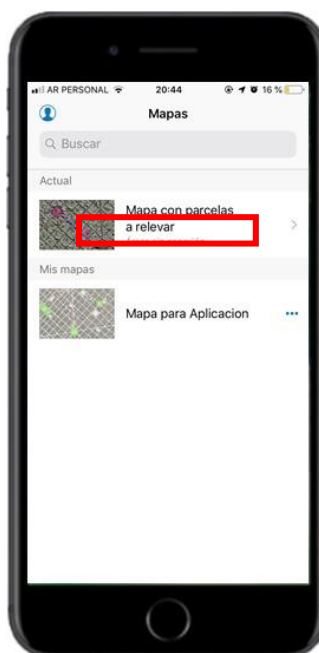 AR PERSONAL 20:44 16 %
Mapas
Buscar
Actual
Mapa con parcelas
a relevar
Mis mapas
Mapa para Aplicacion